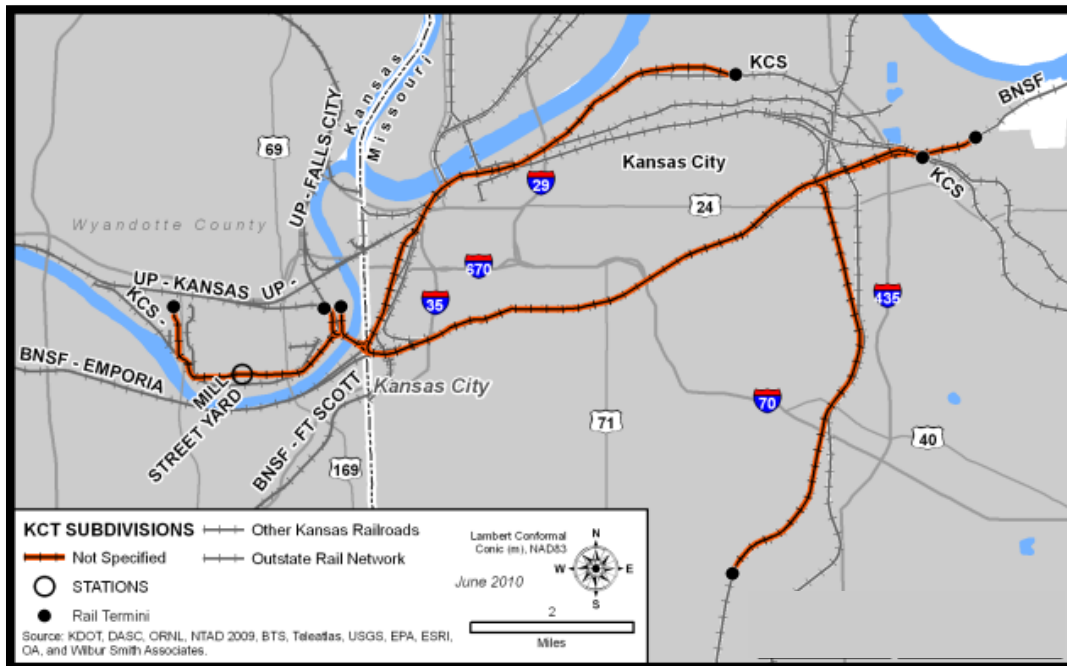 KCS
BNSF
Kansas
Missouri
69
UP - FALLS CITY
Kansas City
KCS
29
24
Wyandotte County
670
UP - KANSAS
UP -
35
435
KCS -
BNSF - EMPORIA
MILL
STREET YARD
Kansas City
BNSF - FT SCOTT
70
71
40
169
KCT SUBDIVISIONS
Not Specified
STATIONS
Rail Termini
Other Kansas Railroads
Outstate Rail Network
Lambert Conformal
Conic (m), NAD83
June 2010
N
W
E
S
2
Miles
Source: KDOT, DASC, ORNL, NTAD 2009, BTS, Teleatlas, USGS, EPA, ESRI,
OA, and Wilbur Smith Associates.